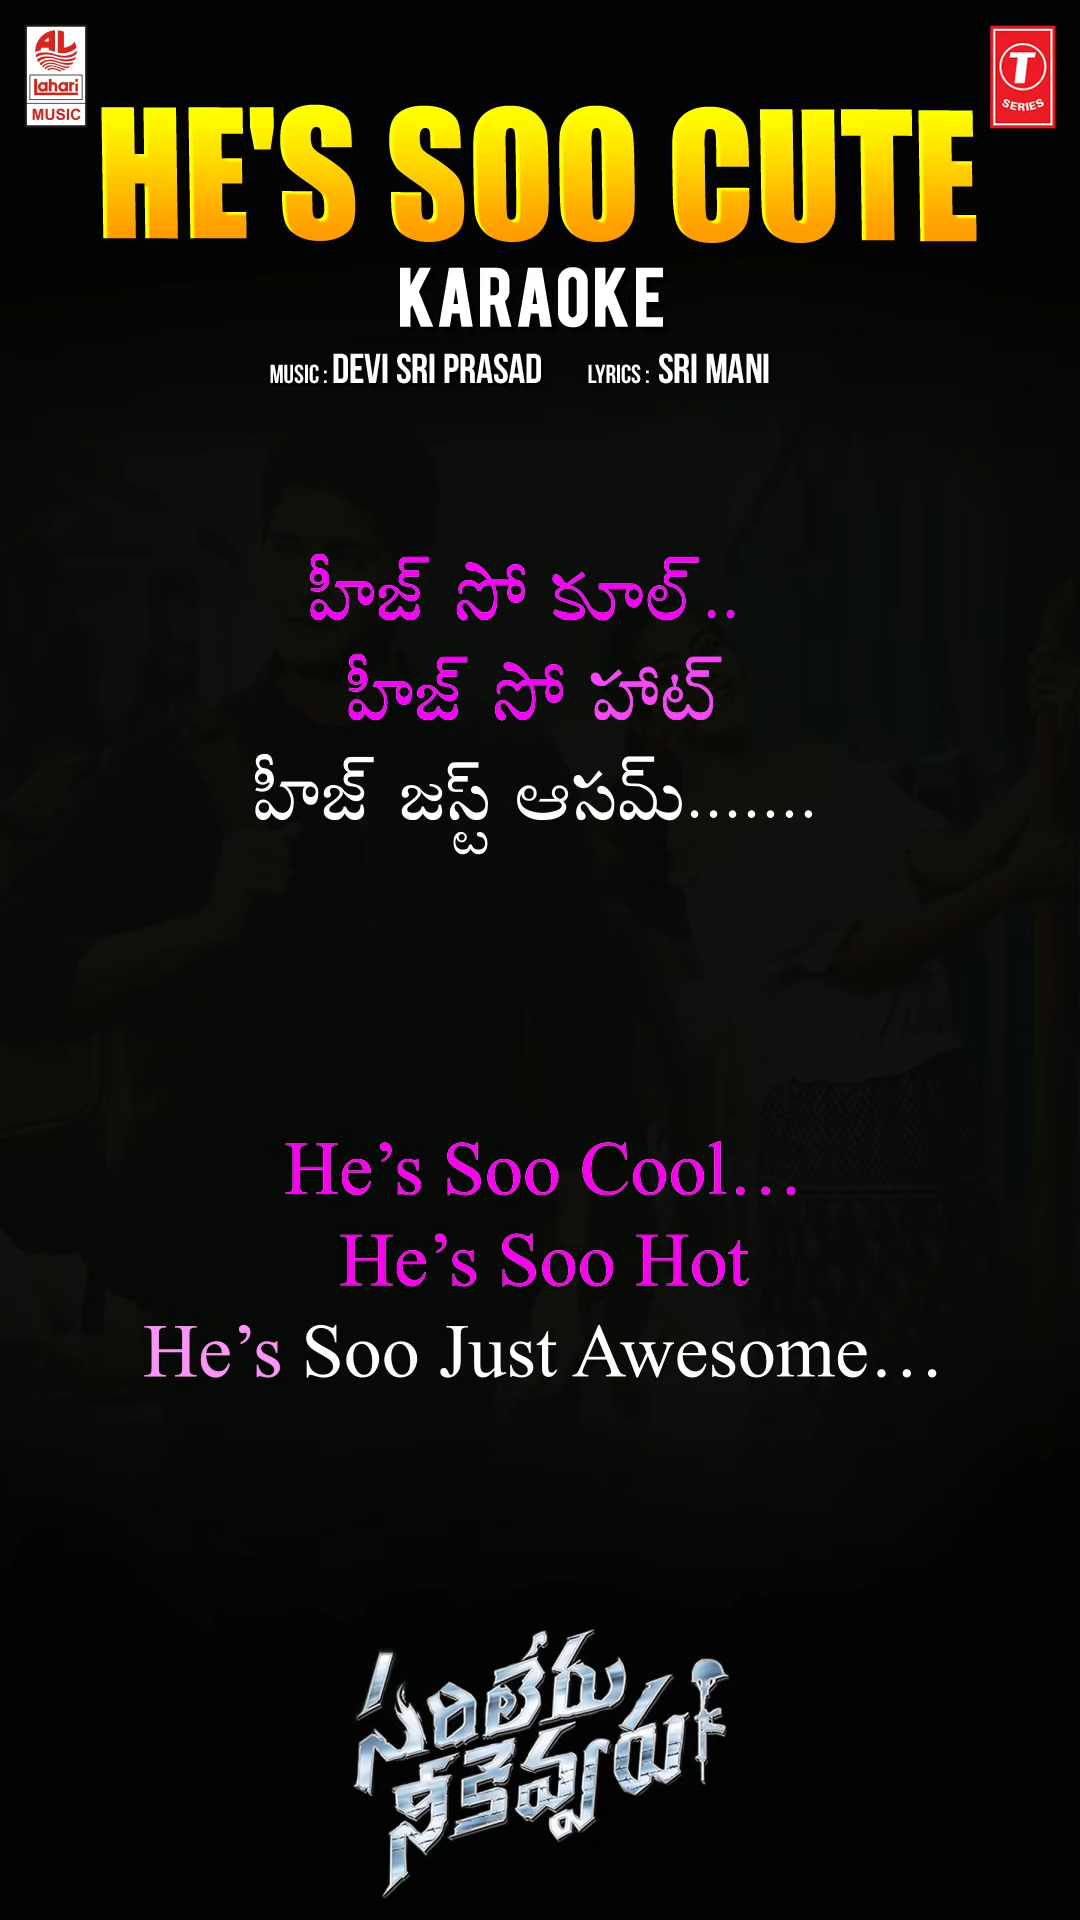 AL
lahari
MUSIC
T
SERIES
HE'S SOO CUTE
KARAOKE
MUSIC : DEVI SRI PRASAD LYRICS : SRI MANI
హీజ్ సో కూల్..
హీజ్ సో హాట్
హీజ్ జస్ట్ ఆసమ్.......
He’s Soo Cool…
He’s Soo Hot
He’s Soo Just Awesome…
సరిలేరు
నీకెవ్వరు